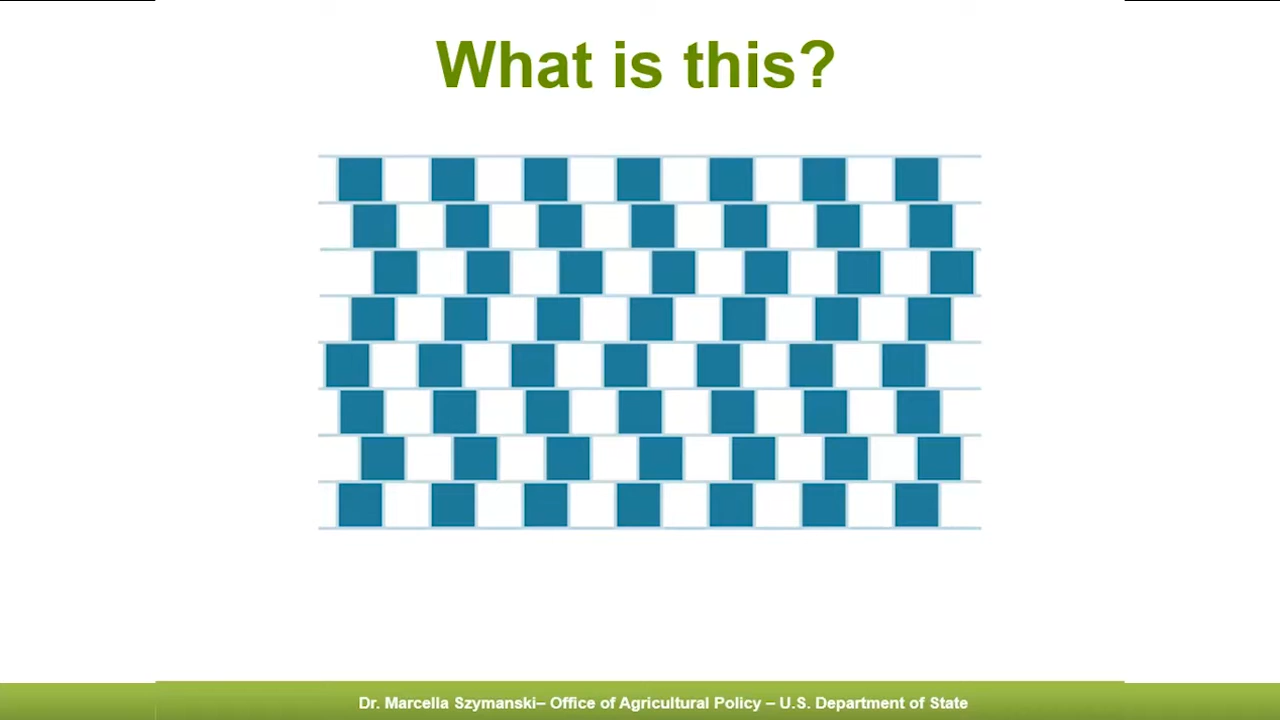 What is this?
Dr. Marcella Szymanski– Office of Agricultural Policy – U.S. Department of State